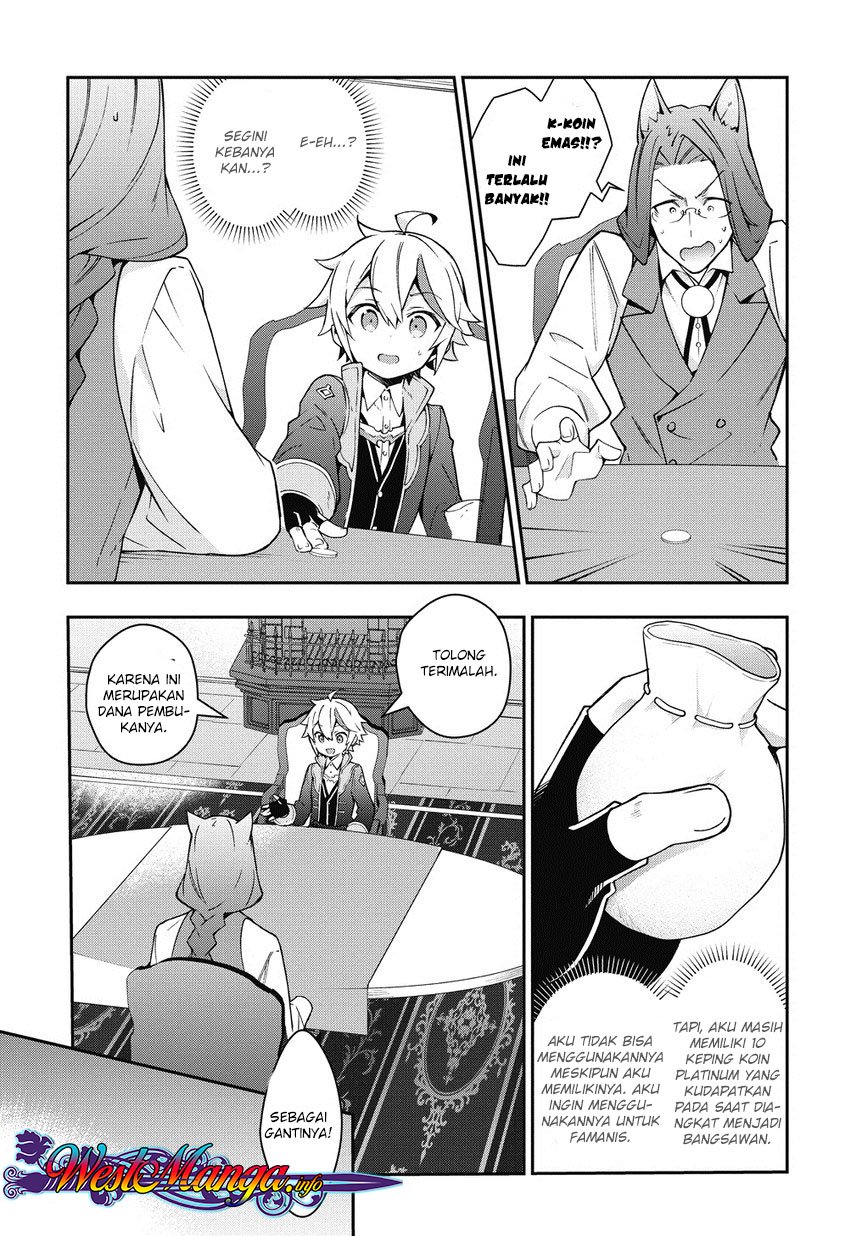 K-KOIN
EMAS!!?
INI
TERLALU
BANYAK!!
E-EH...?
SEGINI
KEBANYA
KAN...?
TAPI, AKU MASIH
MEMILIKI 10
KEPING KOIN
PLATINUM YANG
KUDAPATKAN
PADA SAAT DIA-
NGKAT MENJADI
BANGSAWAN.
AKU TIDAK BISA
MENGGUNAKANNYA
MESKIPUN AKU
MEMILIKINYA. AKU
INGIN MENGGU-
NAKANNYA UNTUK
FAMANIS.
TOLONG
TERIMALAH.
KARENA INI
MERUPAKAN
DANA PEMBU-
KANYA.
SEBAGAI
GANTINYA!
WestManga.info